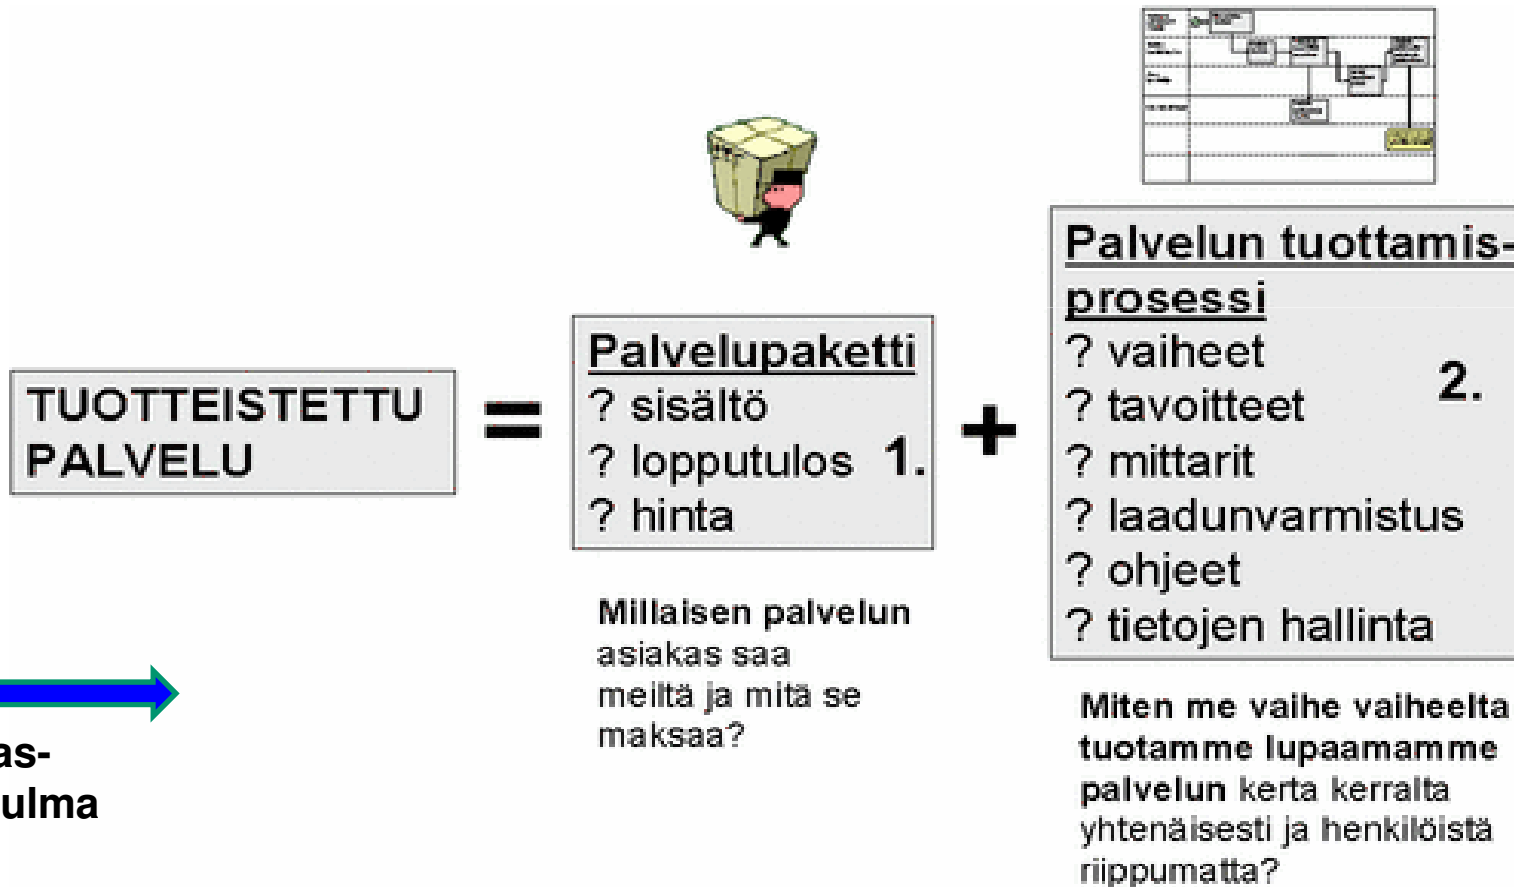 TUOTTEISTETTU
PALVELU
=
Palvelupaketti
? sisältö
? lopputulos 1.
? hinta
Millaisen palvelun
asiakas saa
meiltä ja mitä se
maksaa?
+
Palvelun tuottamis-
prosessi
? vaiheet
2.
? tavoitteet
? mittarit
? laadunvarmistus
? ohjeet
? tietojen hallinta
Miten me vaihe vaiheelta
tuotamme lupaamamme
palvelun kerta kerralta
yhtenäisesti ja henkilöistä
riippumatta?
as-
ulma